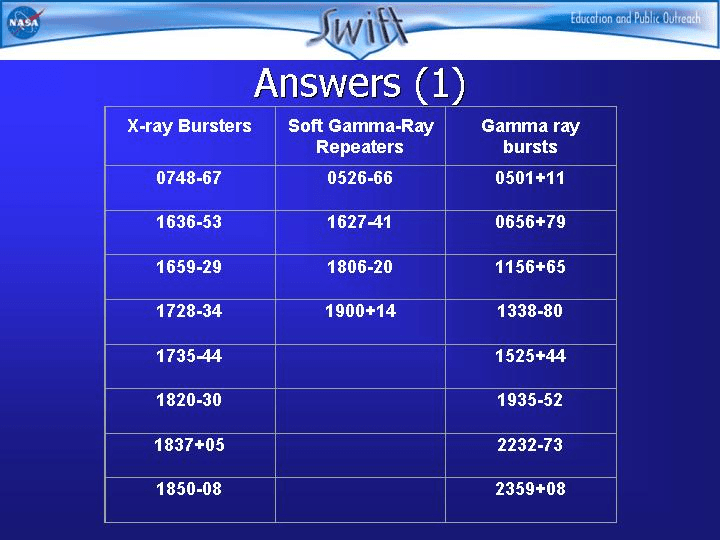 NASA
Swift
Education and Public Outreach
Answers (1)
X-ray Bursters
Soft Gamma-Ray
Repeaters
Gamma ray
bursts
0748-67 0526-66 0501+11
1636-53 1627-41 0656+79
1659-29 1806-20 1156+65
1728-34 1900+14 1338-80
1735-44 1525+44
1820-30 1935-52
1837+05 2232-73
1850-08 2359+08